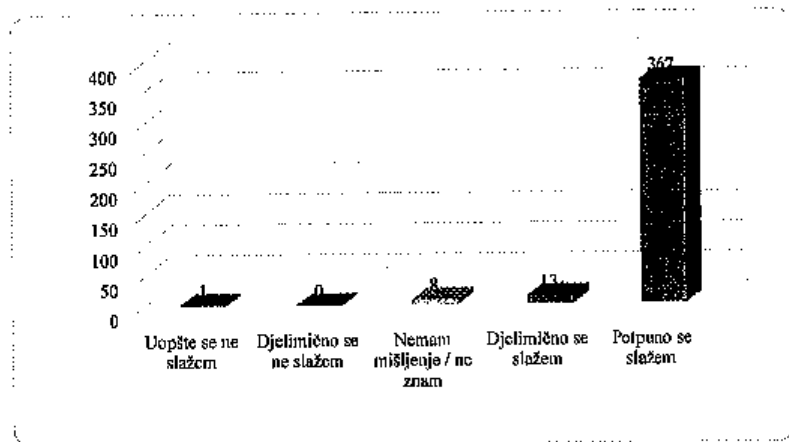 367
400
350
300
250
200
150
100
50
0
1
0
8
13
Uopšte se ne
slažem
Djelimično se
ne slažem
Nemam
mišljenje / ne
znam
Djelimično se
slažem
Potpuno se
slažem